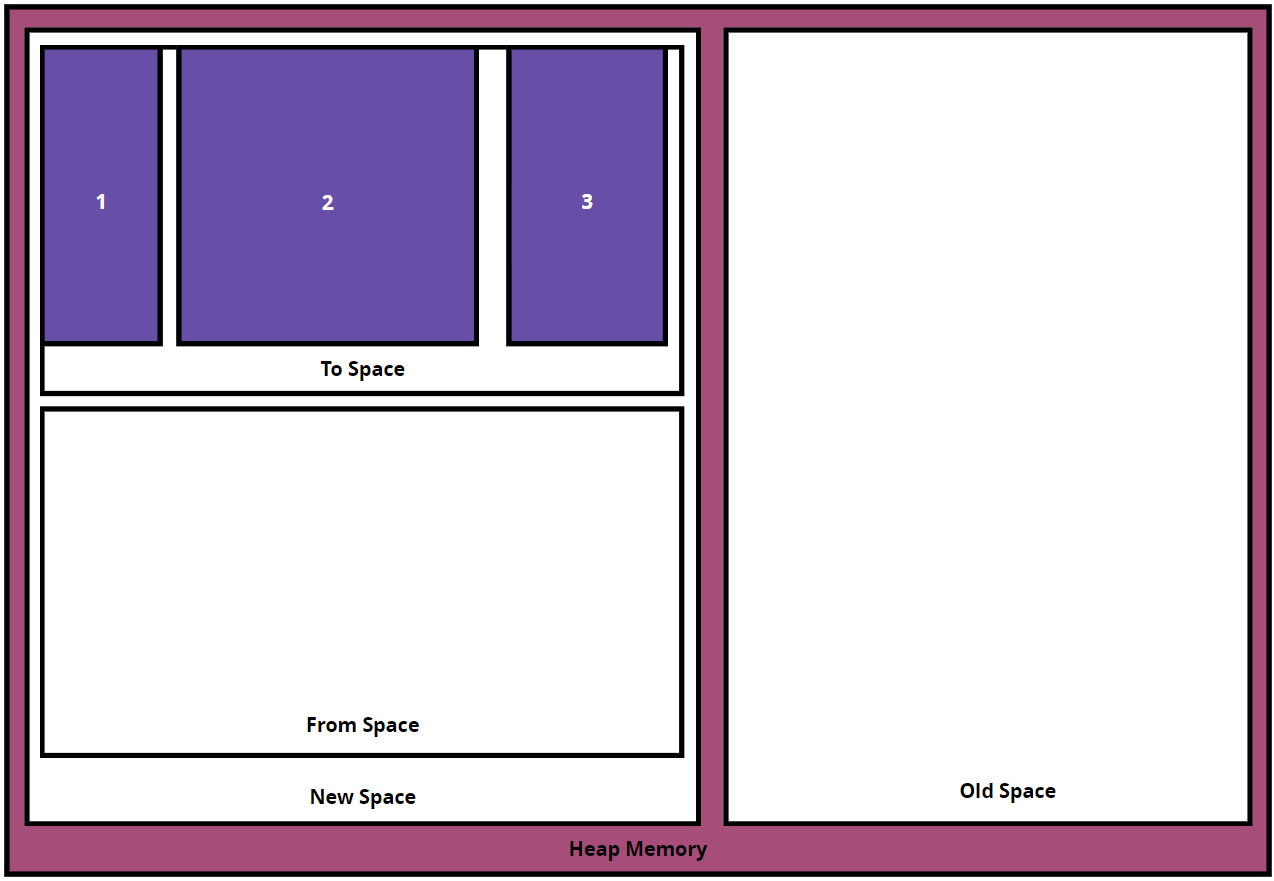 1
2
3
To Space
From Space
New Space
Old Space
Heap Memory